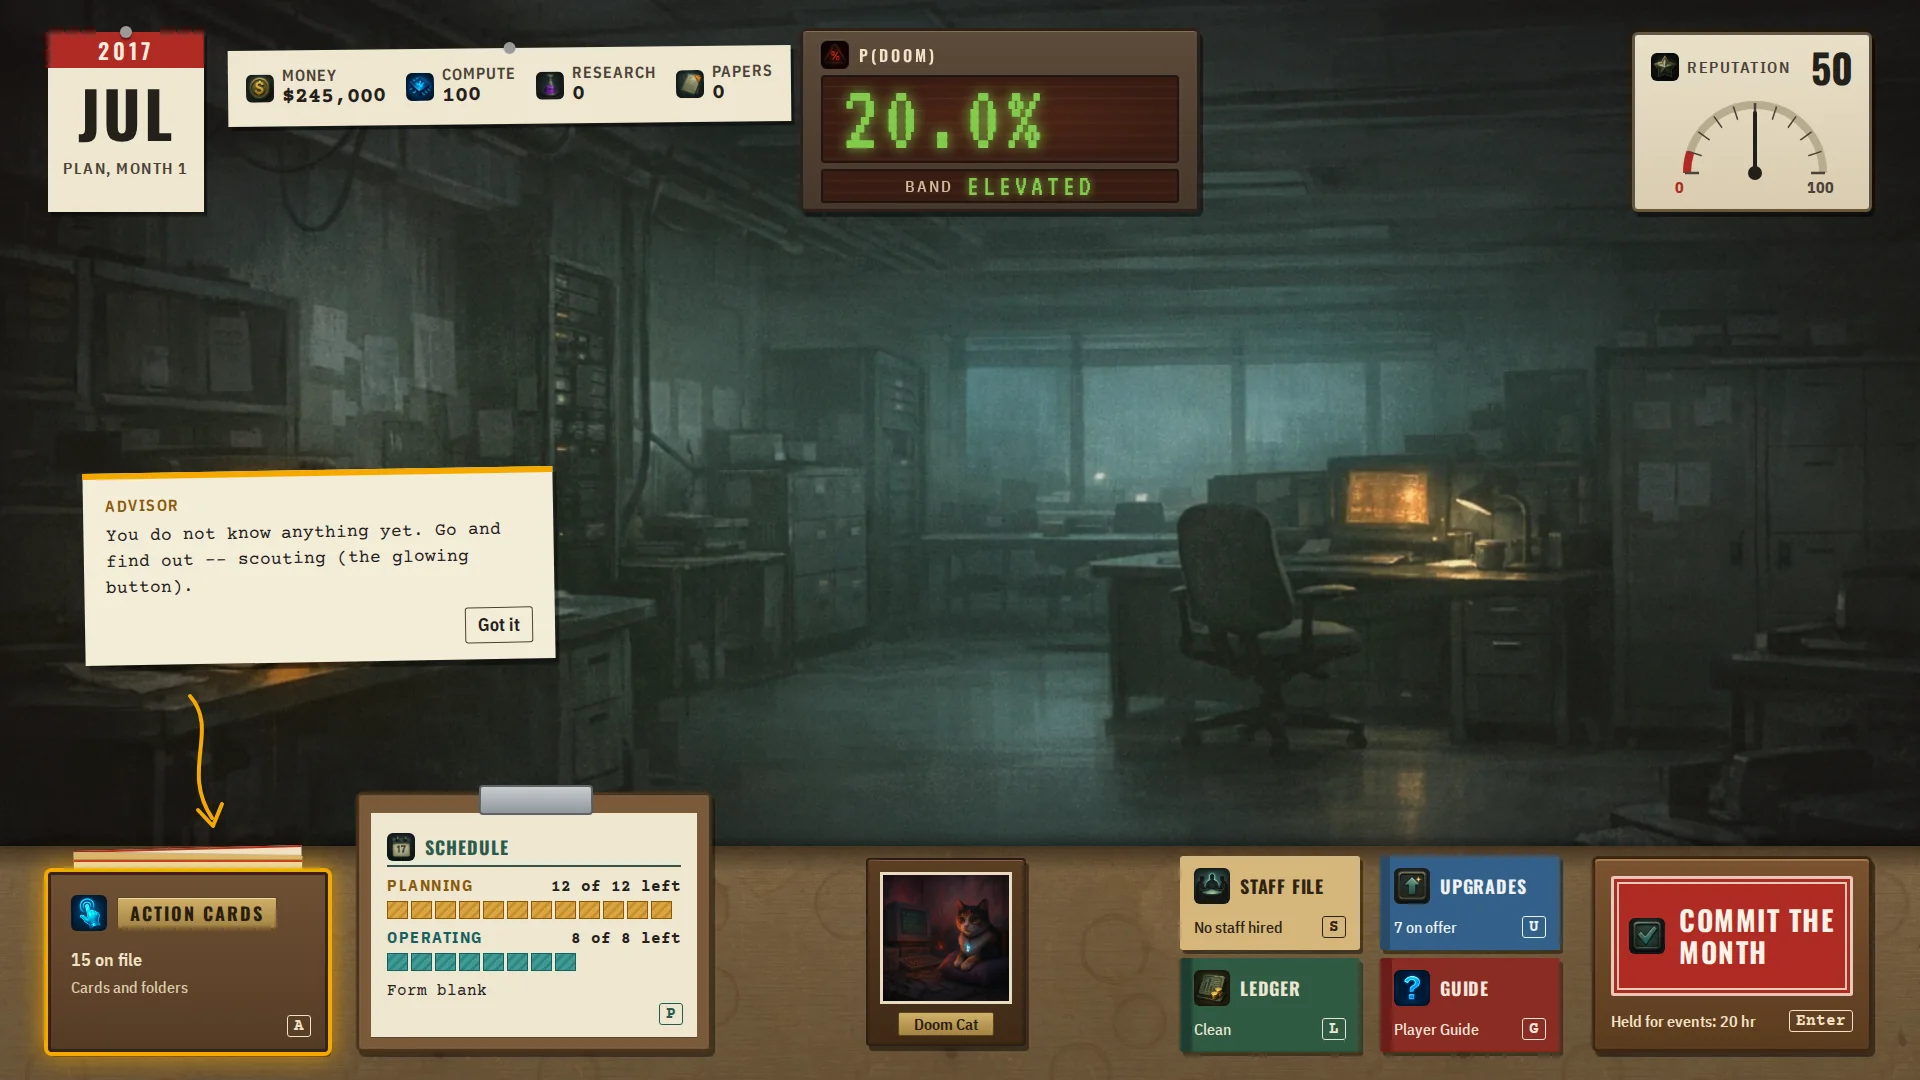 2017
JUL
PLAN, MONTH 1
MONEY
$245,000
COMPUTE
100
RESEARCH
0
PAPERS
0
% P(DOOM)
20.0%
BAND ELEVATED
REPUTATION 50
0 100
ADVISOR
You do not know anything yet. Go and
find out -- scouting (the glowing
button).
Got it
ACTION CARDS
15 on file
Cards and folders
A
17 SCHEDULE
PLANNING 12 of 12 left
OPERATING 8 of 8 left
Form blank
P
Doom Cat
STAFF FILE
No staff hired S
UPGRADES
7 on offer U
LEDGER
Clean L
? GUIDE
Player Guide G
COMMIT THE
MONTH
Held for events: 20 hr Enter